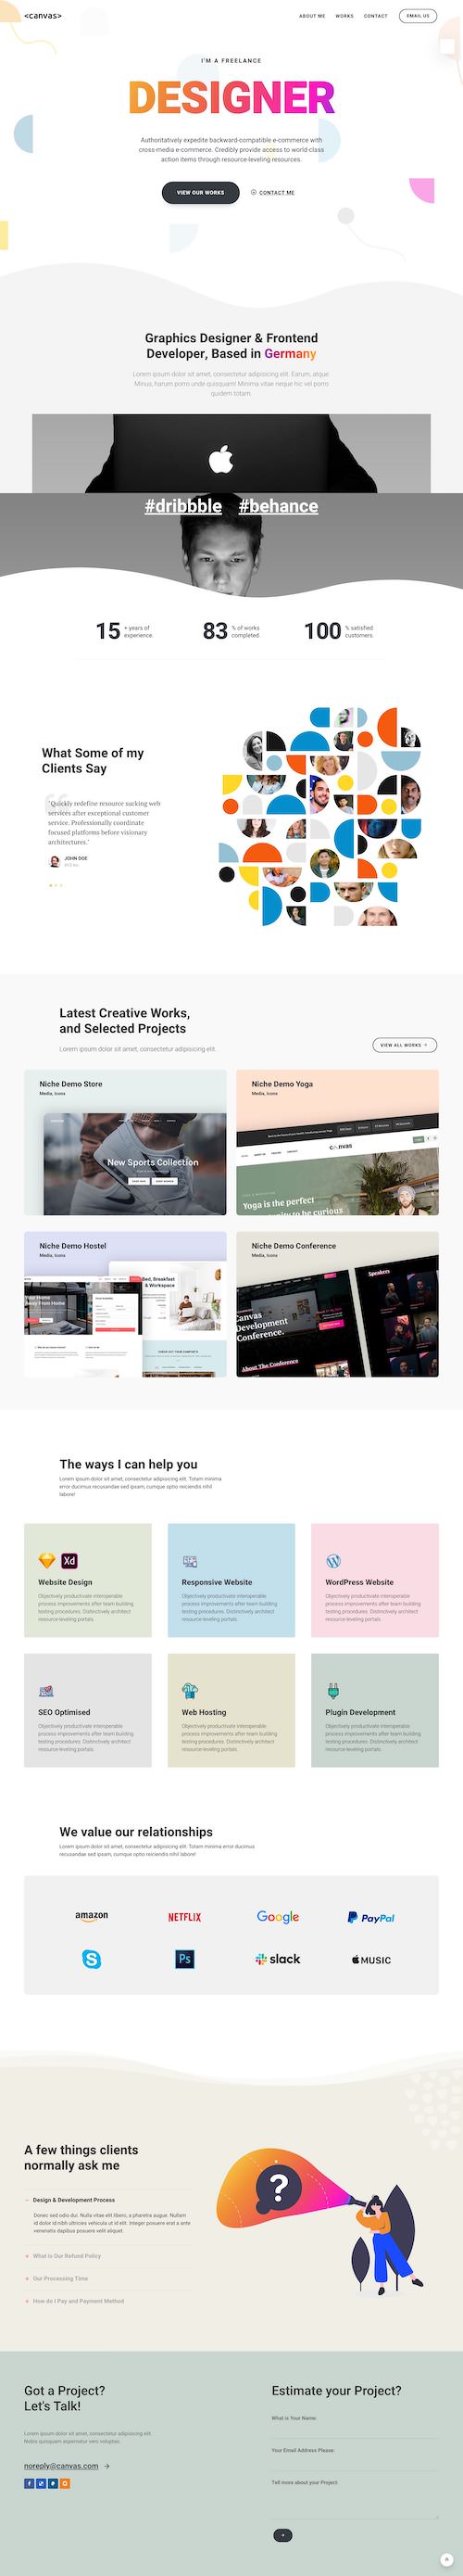 <canvas>
ABOUT ME
WORKS
CONTACT
EMAIL US
I'M A FREELANCE
DESIGNER
Authoritatively expedite backward-compatible e-commerce with
cross-media e-commerce. Credibly provide access to world-class
action items through resource-leveling resources.
VIEW OUR WORKS
CONTACT ME
Graphics Designer & Frontend
Developer, Based in Germany
Lorem ipsum dolor sit amet, consectetur adipisicing elit. Earum, atque.
Minus, harum porro unde quisquam! Minima vitae neque hic vel porro
quidem totam.
#dribbble #behance
15 + years of
experience.
83 % of works
completed.
100 % satisfied
customers.
What Some of my
Clients Say
"Quickly redefine resource sucking web
services after exceptional customer
service. Professionally coordinate
focused platforms before visionary
architectures."
JOHN DOE
Latest Creative Works,
and Selected Projects
Lorem ipsum dolor sit amet, consectetur adipisicing elit.
VIEW ALL WORKS
Niche Demo Store
Media, Icons
New Sports Collection
Niche Demo Yoga
Media, Icons
canvas
Yoga is the perfect
opportunity to be curious
Niche Demo Hostel
Media, Icons
Bed, Breakfast
& Workspace
Your Home
Away From Home
Niche Demo Conference
Media, Icons
Speakers
Canvas
Development
Conference.
About The Conference
The ways I can help you
Lorem ipsum dolor sit amet, consectetur adipisicing elit. Totam minima
error ducimus recusandae sed ipsam, cumque optio reiciendis nihil
labore!
Xd
Website Design
Objectively productivate interoperable
process improvements after team building
testing procedures. Distinctively architect
resource-leveling portals.
Responsive Website
Objectively productivate interoperable
process improvements after team building
testing procedures. Distinctively architect
resource-leveling portals.
WordPress Website
Objectively productivate interoperable
process improvements after team building
testing procedures. Distinctively architect
resource-leveling portals.
SEO Optimised
Objectively productivate interoperable
process improvements after team building
testing procedures. Distinctively architect
resource-leveling portals.
Web Hosting
Objectively productivate interoperable
process improvements after team building
testing procedures. Distinctively architect
resource-leveling portals.
Plugin Development
Objectively productivate interoperable
process improvements after team building
testing procedures. Distinctively architect
resource-leveling portals.
We value our relationships
Lorem ipsum dolor sit amet, consectetur adipisicing elit. Totam minima error ducimus
recusandae sed ipsam, cumque optio reiciendis nihil labore!
amazon
NETFLIX
Google
PayPal
Ps
slack
MUSIC
A few things clients
normally ask me
Design & Development Process
Donec sed odio dui. Nulla vitae elit libero, a pharetra augue. Nullam
id dolor id nibh ultricies vehicula ut id elit. Integer posuere erat a ante
venenatis dapibus posuere velit aliquet.
What is Our Refund Policy
Our Processing Time
How do I Pay and Payment Method
?
Got a Project?
Let's Talk!
Lorem ipsum dolor sit amet, consectetur adipisicing elit.
Nobis quisquam aspernatur vero voluptas.
noreply@canvas.com
Estimate your Project?
What is Your Name:
Your Email Address Please:
Tell more about your Project: